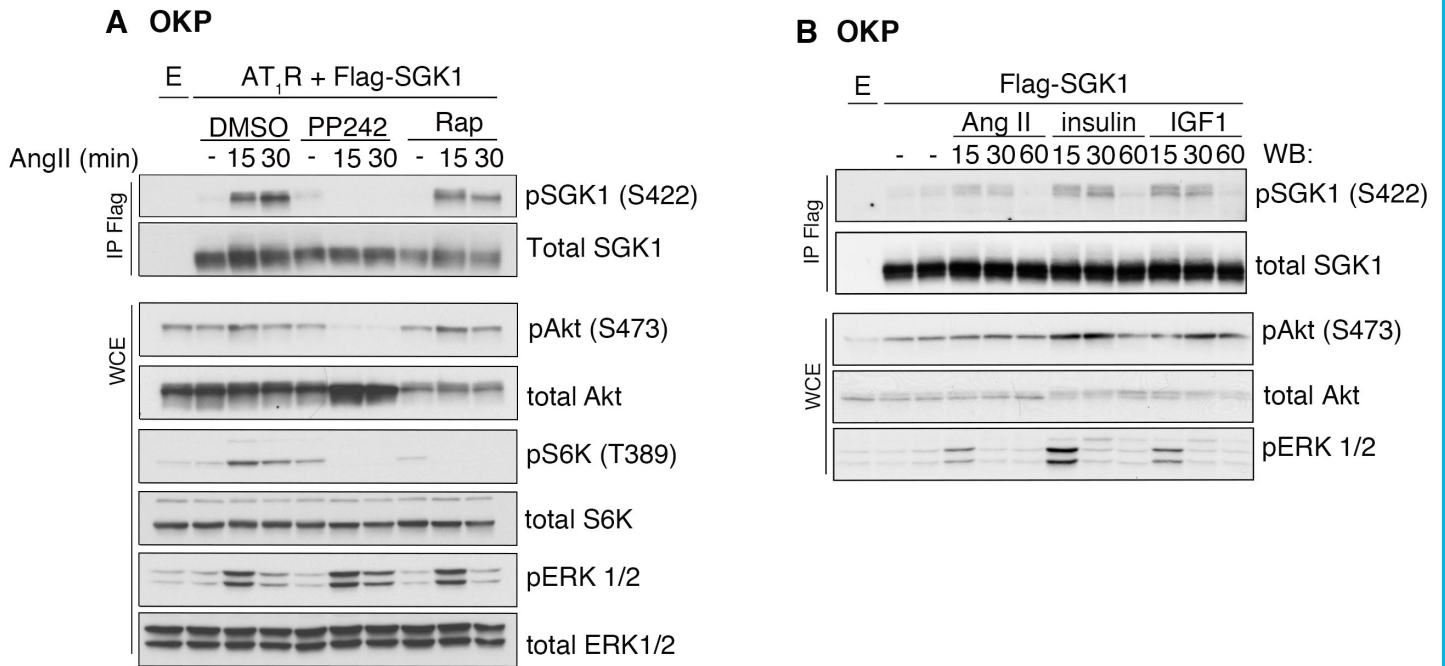 A OKP
E AT1R + Flag-SGK1
DMSO PP242 Rap
AngII (min) - 15 30 - 15 30 - 15 30
IP Flag
pSGK1 (S422)
Total SGK1
WCE
pAkt (S473)
total Akt
pS6K (T389)
total S6K
pERK 1/2
total ERK1/2
B OKP
E Flag-SGK1
Ang II insulin IGF1
- - 15 30 60 15 30 60 15 30 60 WB:
IP Flag
pSGK1 (S422)
total SGK1
WCE
pAkt (S473)
total Akt
pERK 1/2